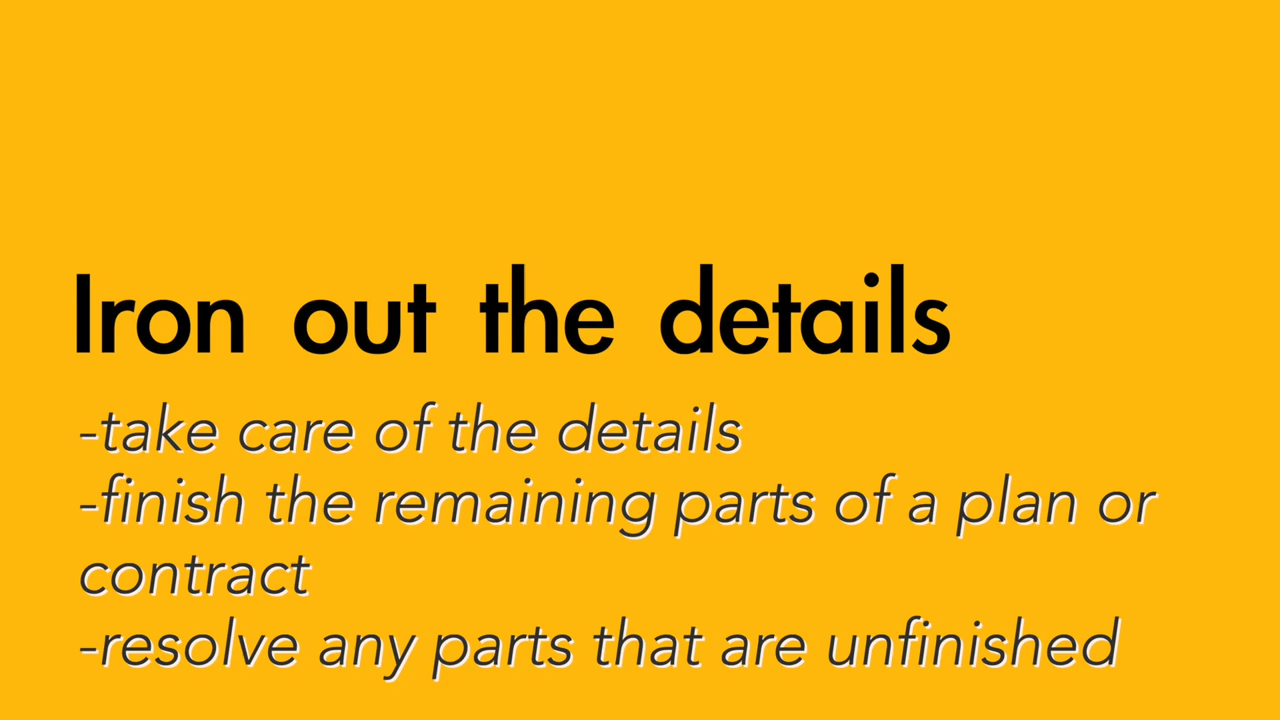 Iron out the details
-take care of the details
-finish the remaining parts of a plan or
contract
-resolve any parts that are unfinished